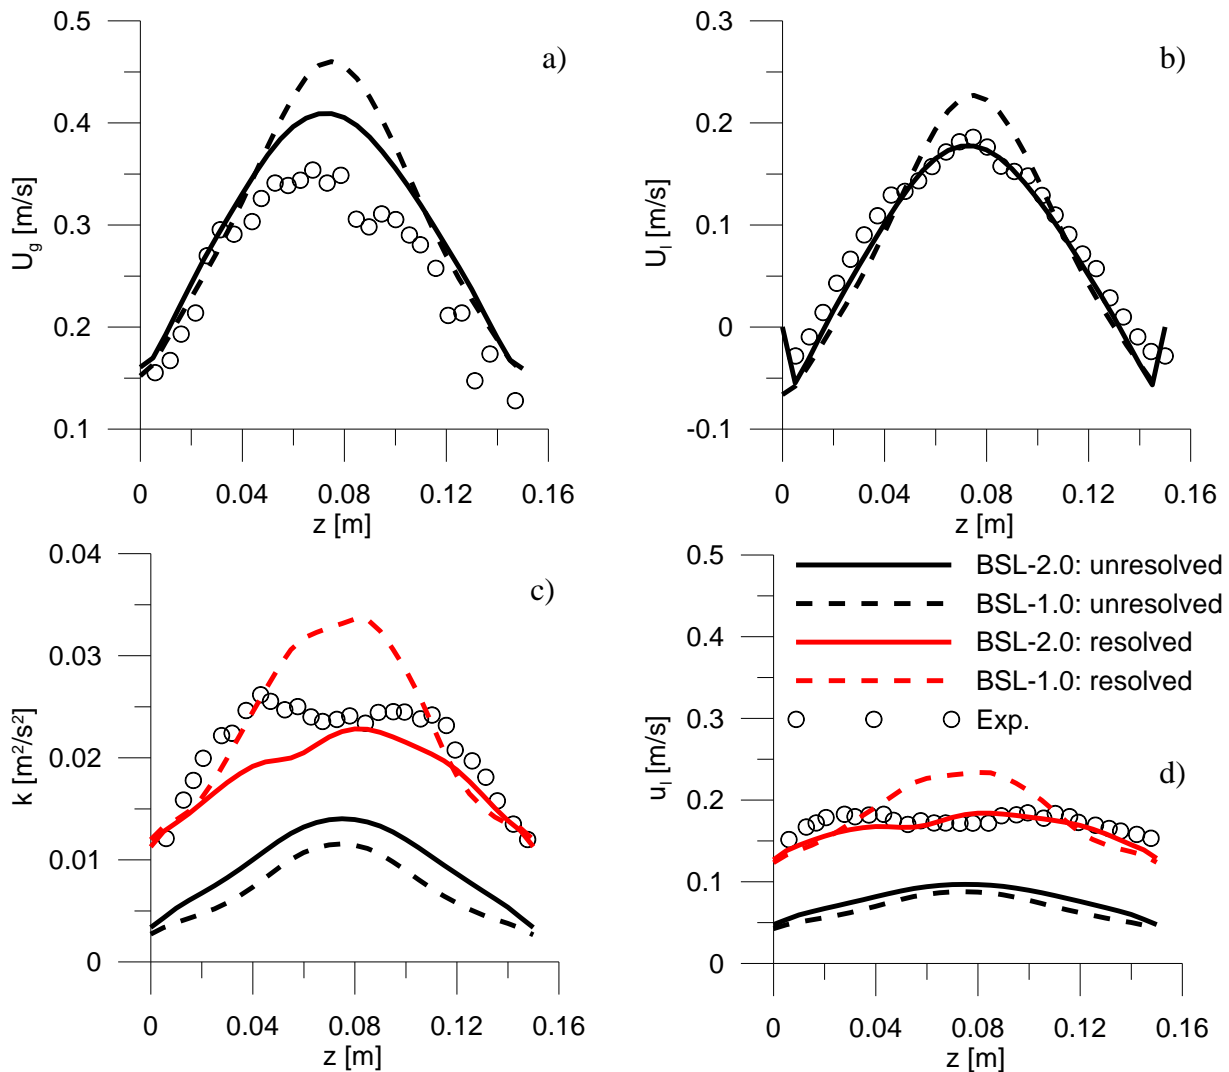 a)
0.5
0.4
0.3
0.2
0.1
U_g [m/s]
0 0.04 0.08 0.12 0.16
z [m]
b)
0.3
0.2
0.1
0
-0.1
U_l [m/s]
0 0.04 0.08 0.12 0.16
z [m]
c)
0.04
0.03
0.02
0.01
0
k [m²/s²]
0 0.04 0.08 0.12 0.16
z [m]
0.5
0.4
0.3
0.2
0.1
0
u_l [m/s]
BSL-2.0: unresolved
BSL-1.0: unresolved
BSL-2.0: resolved
BSL-1.0: resolved
Exp.
d)
0 0.04 0.08 0.12 0.16
z [m]